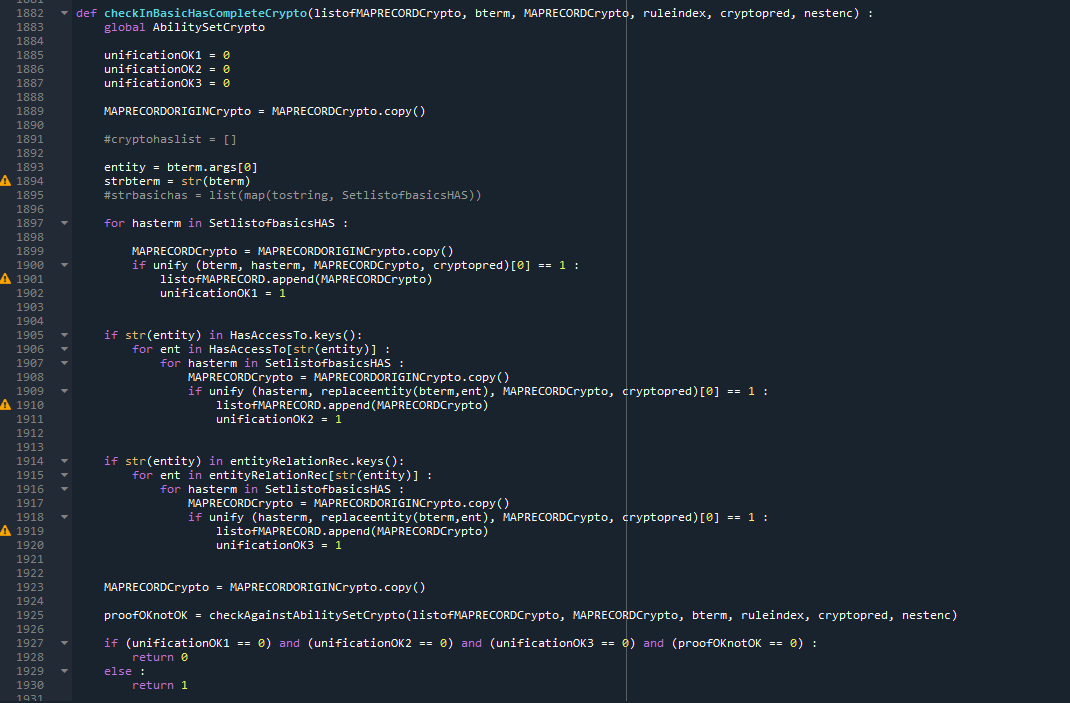 1882 def checkInBasicHasCompleteCrypto(listofMAPRECORDCrypto, bterm, MAPRECORDCrypto, ruleindex, cryptopred, nestenc) :
1883 global AbilitySetCrypto
1884
1885 unificationOK1 = 0
1886 unificationOK2 = 0
1887 unificationOK3 = 0
1888
1889 MAPRECORDORIGINCrypto = MAPRECORDCrypto.copy()
1890
1891 #cryptohaslist = []
1892
1893 entity = bterm.args[0]
1894 strbterm = str(bterm)
1895 #strbasichas = list(map(tostring, SetlistofbasicsHAS))
1896
1897 for hasterm in SetlistofbasicsHAS :
1898
1899 MAPRECORDCrypto = MAPRECORDORIGINCrypto.copy()
1900 if unify (bterm, hasterm, MAPRECORDCrypto, cryptopred)[0] == 1 :
1901 listofMAPRECORD.append(MAPRECORDCrypto)
1902 unificationOK1 = 1
1903
1904
1905 if str(entity) in HasAccessTo.keys():
1906 for ent in HasAccessTo[str(entity)] :
1907 for hasterm in SetlistofbasicsHAS :
1908 MAPRECORDCrypto = MAPRECORDORIGINCrypto.copy()
1909 if unify (hasterm, replaceentity(bterm,ent), MAPRECORDCrypto, cryptopred)[0] == 1 :
1910 listofMAPRECORD.append(MAPRECORDCrypto)
1911 unificationOK2 = 1
1912
1913
1914 if str(entity) in entityRelationRec.keys():
1915 for ent in entityRelationRec[str(entity)] :
1916 for hasterm in SetlistofbasicsHAS :
1917 MAPRECORDCrypto = MAPRECORDORIGINCrypto.copy()
1918 if unify (hasterm, replaceentity(bterm,ent), MAPRECORDCrypto, cryptopred)[0] == 1 :
1919 listofMAPRECORD.append(MAPRECORDCrypto)
1920 unificationOK3 = 1
1921
1922
1923 MAPRECORDCrypto = MAPRECORDORIGINCrypto.copy()
1924
1925 proofOKnotOK = checkAgainstAbilitySetCrypto(listofMAPRECORDCrypto, MAPRECORDCrypto, bterm, ruleindex, cryptopred, nestenc)
1926
1927 if (unificationOK1 == 0) and (unificationOK2 == 0) and (unificationOK3 == 0) and (proofOKnotOK == 0) :
1928 return 0
1929 else :
1930 return 1
1931